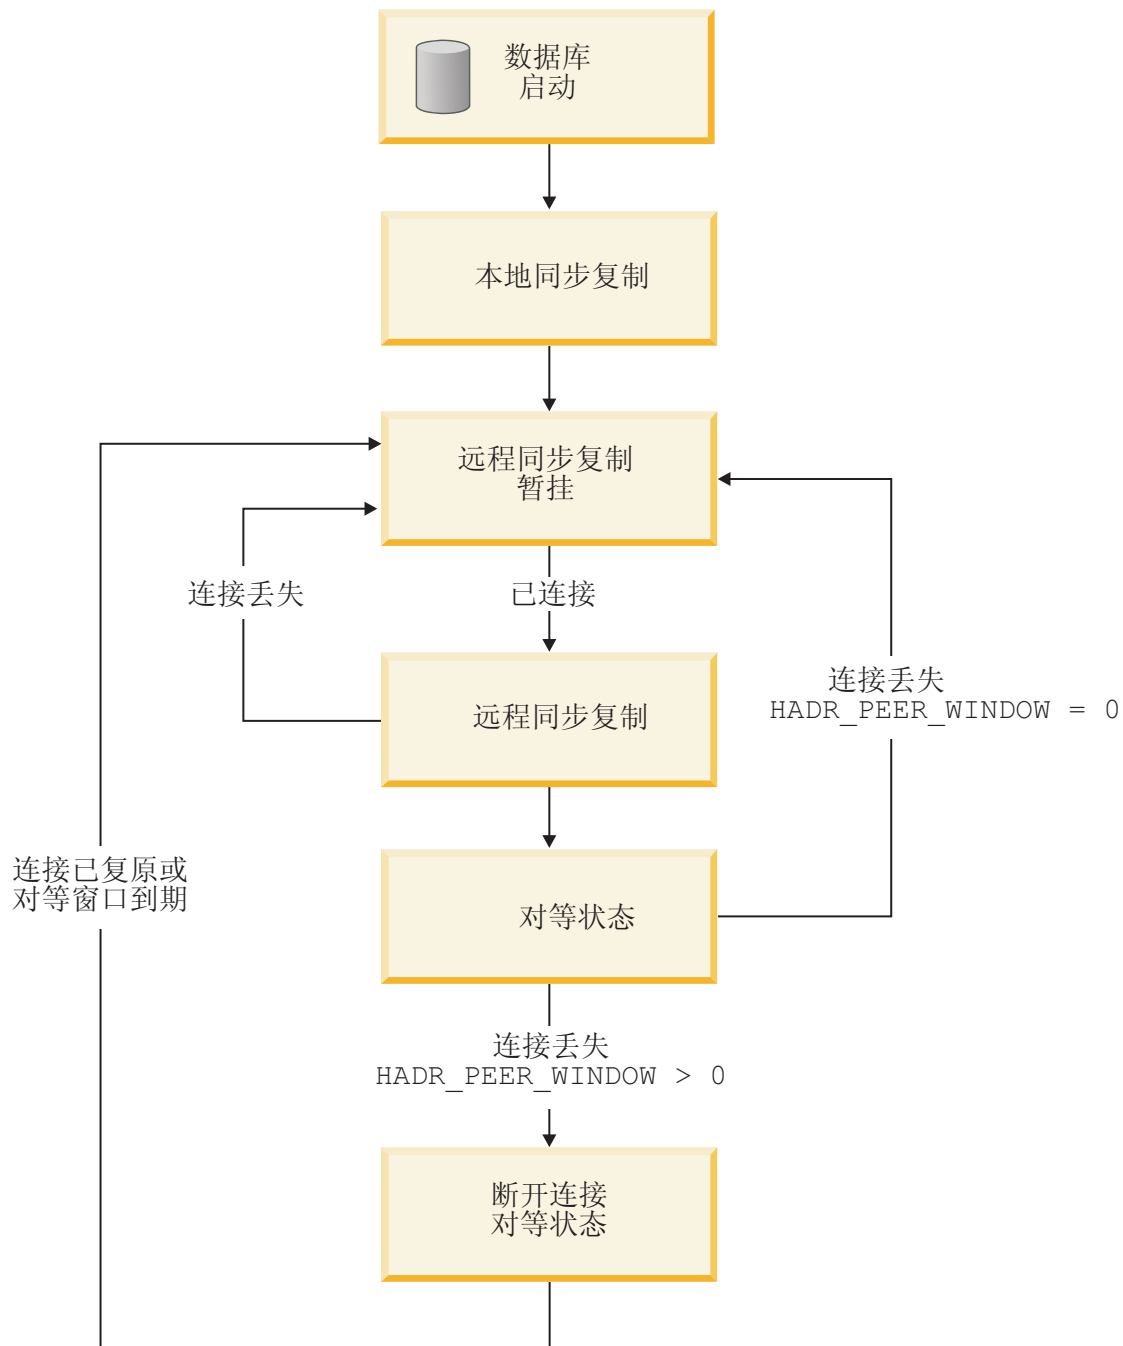 数据库
启动
本地同步复制
远程同步复制
暂挂
连接丢失
已连接
连接丢失
HADR_PEER_WINDOW = 0
远程同步复制
连接已复原或
对等窗口到期
对等状态
连接丢失
HADR_PEER_WINDOW > 0
断开连接
对等状态